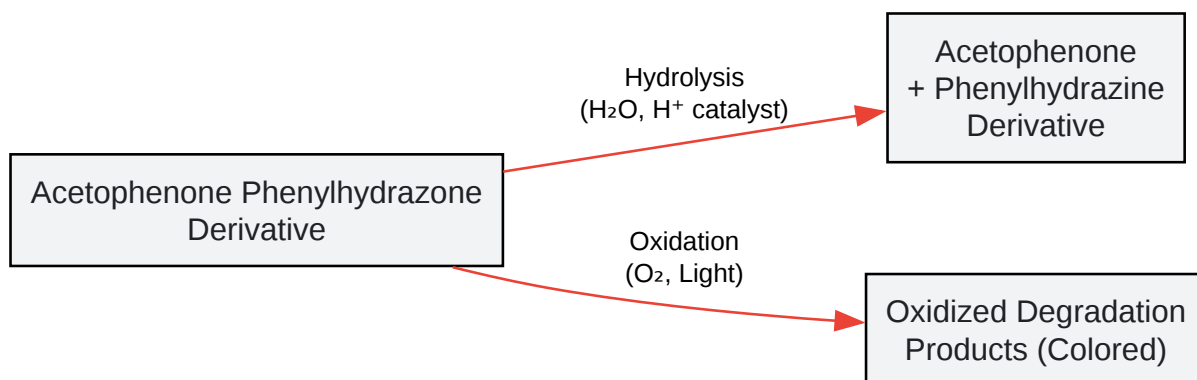 Acetophenone Phenylhydrazone
Derivative
Hydrolysis
(H₂O, H⁺ catalyst)
Acetophenone
+ Phenylhydrazine
Derivative
Oxidation
(O₂, Light)
Oxidized Degradation
Products (Colored)